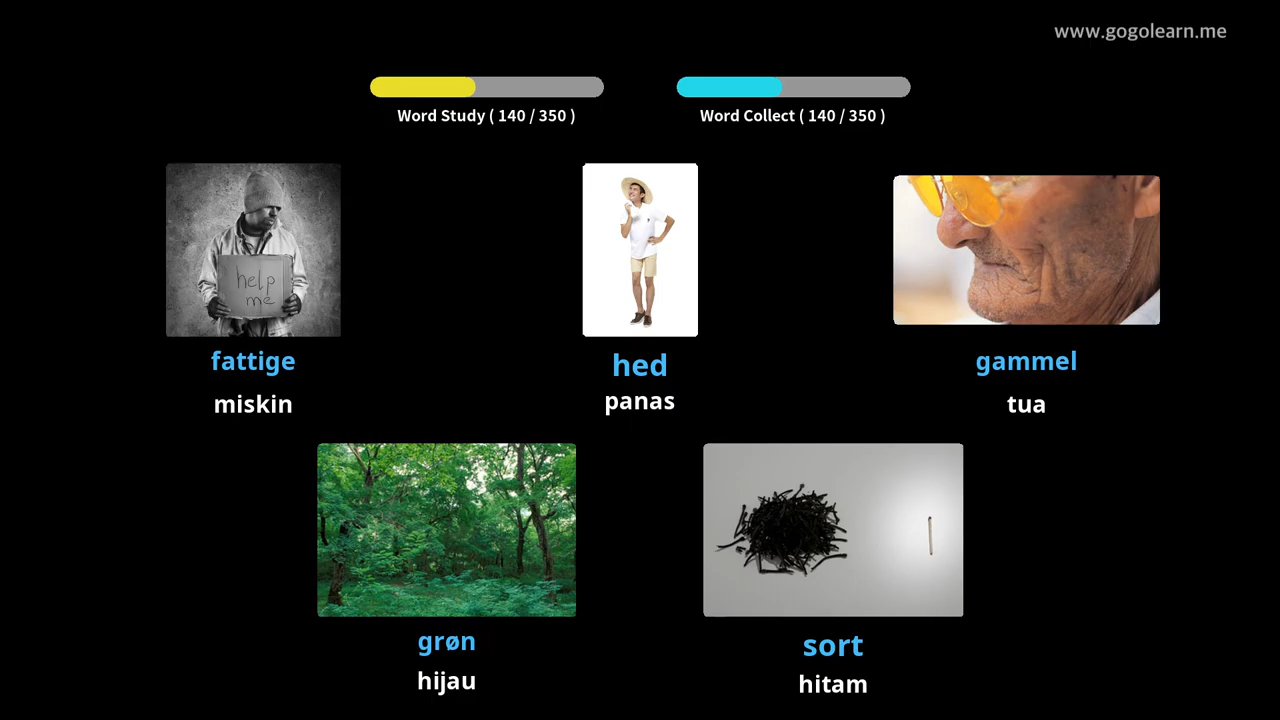 www.gogolearn.me
Word Study ( 140 / 350 )
Word Collect ( 140 / 350 )
help
me
fattige
miskin
hed
panas
gammel
tua
grøn
hijau
sort
hitam